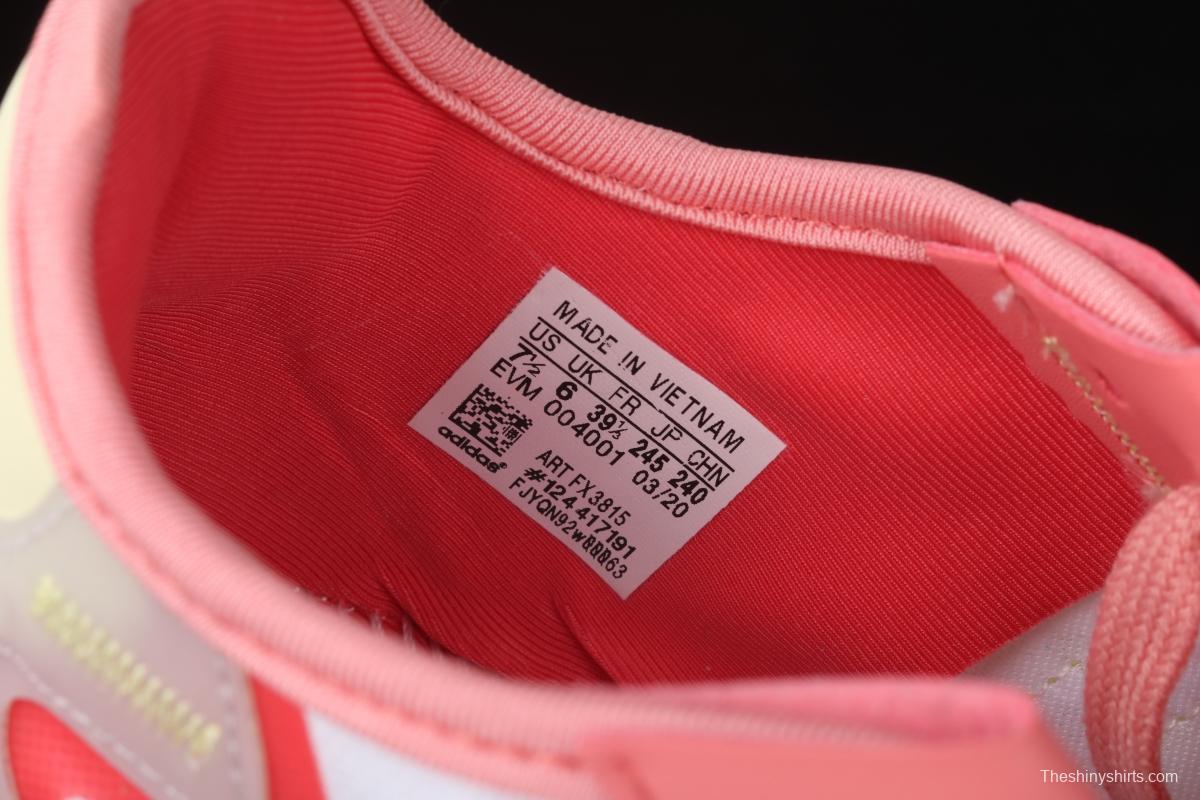 MADE IN VIETNAM
US UK FR JP CHN
7½ 6 39⅓ 245 240
EVM 004001 03/20
adidas®
ART FX3815
#124417191
Theshinyshirts.com